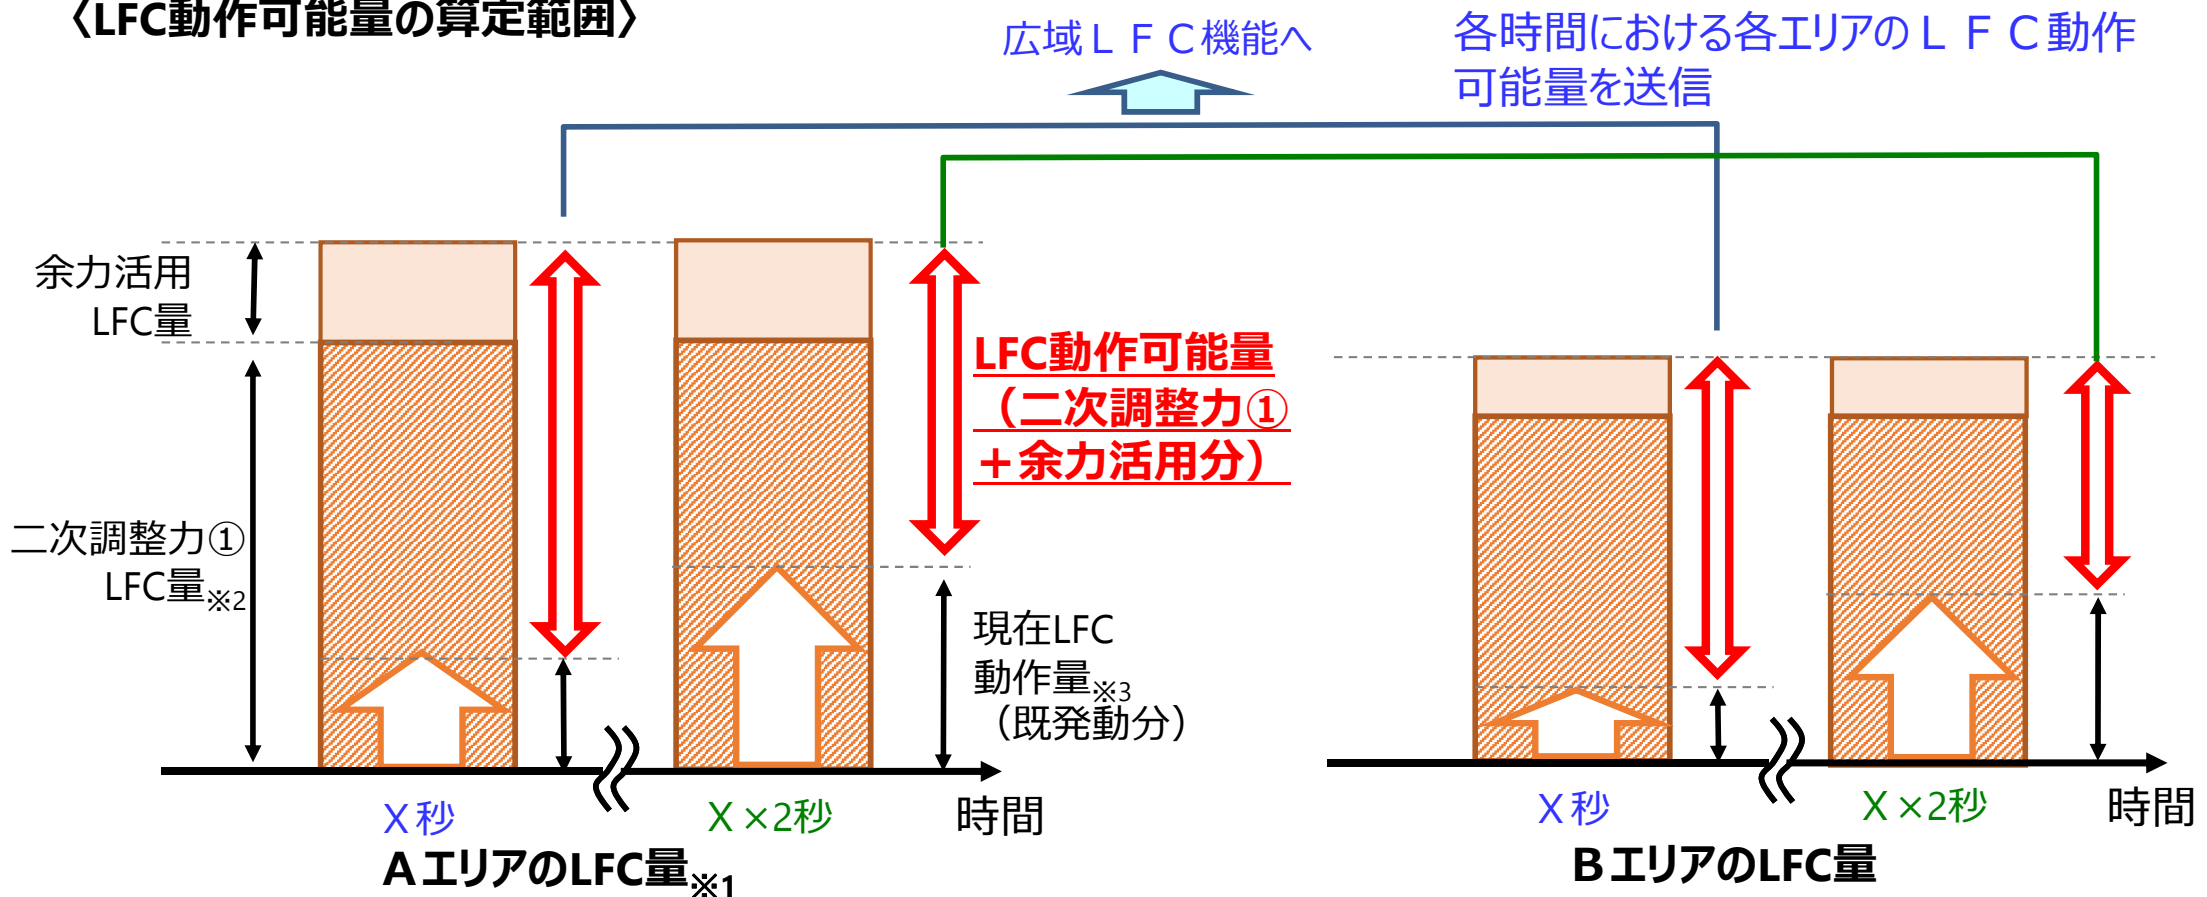 〈LFC動作可能量の算定範囲〉
広域ＬＦＣ機能へ
各時間における各エリアのＬＦＣ動作
可能量を送信
余力活用
LFC量
二次調整力①
LFC量※2
LFC動作可能量
（二次調整力①
＋余力活用分）
現在LFC
動作量※3
（既発動分）
Ｘ秒
Ｘ×2秒
時間
ＡエリアのLFC量※1
Ｘ秒
Ｘ×2秒
時間
ＢエリアのLFC量